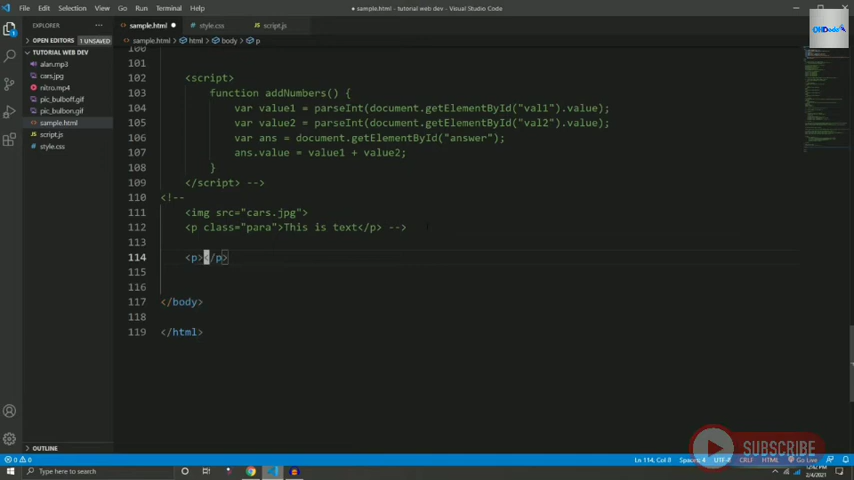 File Edit Selection View Go Run Terminal Help
sample.html - tutorial web dev - Visual Studio Code
EXPLORER
sample.html
style.css
script.js
OPEN EDITORS 1 UNSAVED
sample.html > html > body > p
TUTORIAL WEB DEV
alan.mp3
cars.jpg
nitro.mp4
pic_bulboff.gif
pic_bulbon.gif
sample.html
script.js
style.css
OUTLINE
100
101
102 <script>
103 function addNumbers() {
104 var value1 = parseInt(document.getElementById("val1").value);
105 var value2 = parseInt(document.getElementById("val2").value);
106 var ans = document.getElementById("answer");
107 ans.value = value1 + value2;
108 }
109 </script> -->
110 <!--
111 <img src="cars.jpg">
112 <p class="para">This is text</p> -->
113
114 <p></p>
115
116
117 </body>
118
119 </html>
SUBSCRIBE
0 0
UTF-8 CRLF HTML Go Live
Type here to search
2/4/2021